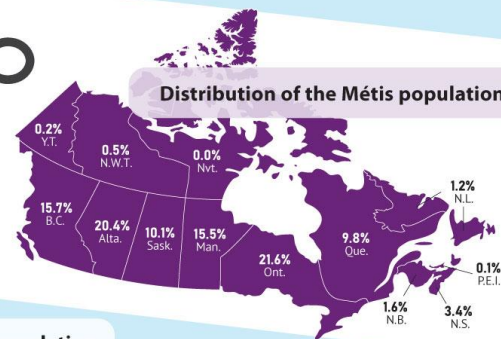 Distribution of the Métis population
0.2%
Y.T.
0.5%
N.W.T.
0.0%
Nvt.
15.7%
B.C.
20.4%
Alta.
10.1%
Sask.
15.5%
Man.
21.6%
Ont.
9.8%
Que.
1.2%
N.L.
0.1%
P.E.I.
1.6%
N.B.
3.4%
N.S.